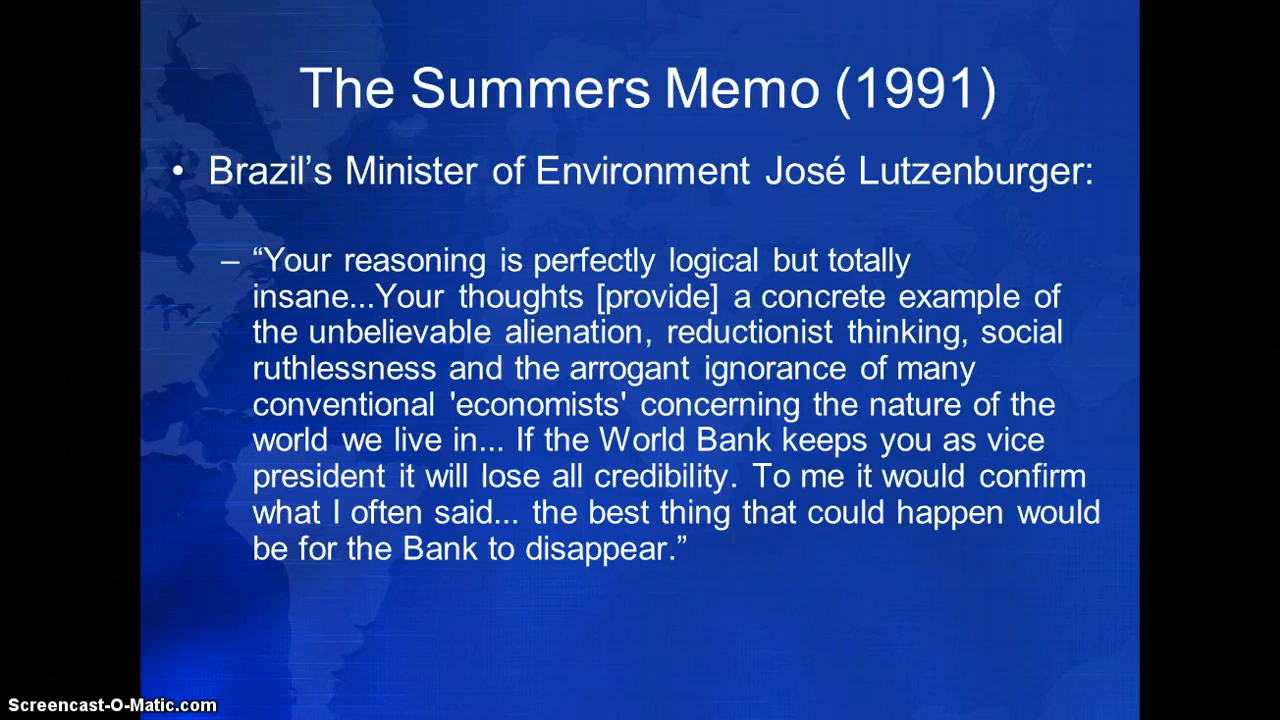 The Summers Memo (1991)
• Brazil’s Minister of Environment José Lutzenburger:
– “Your reasoning is perfectly logical but totally
insane...Your thoughts [provide] a concrete example of
the unbelievable alienation, reductionist thinking, social
ruthlessness and the arrogant ignorance of many
conventional 'economists' concerning the nature of the
world we live in... If the World Bank keeps you as vice
president it will lose all credibility. To me it would confirm
what I often said... the best thing that could happen would
be for the Bank to disappear.”
Screencast-O-Matic.com